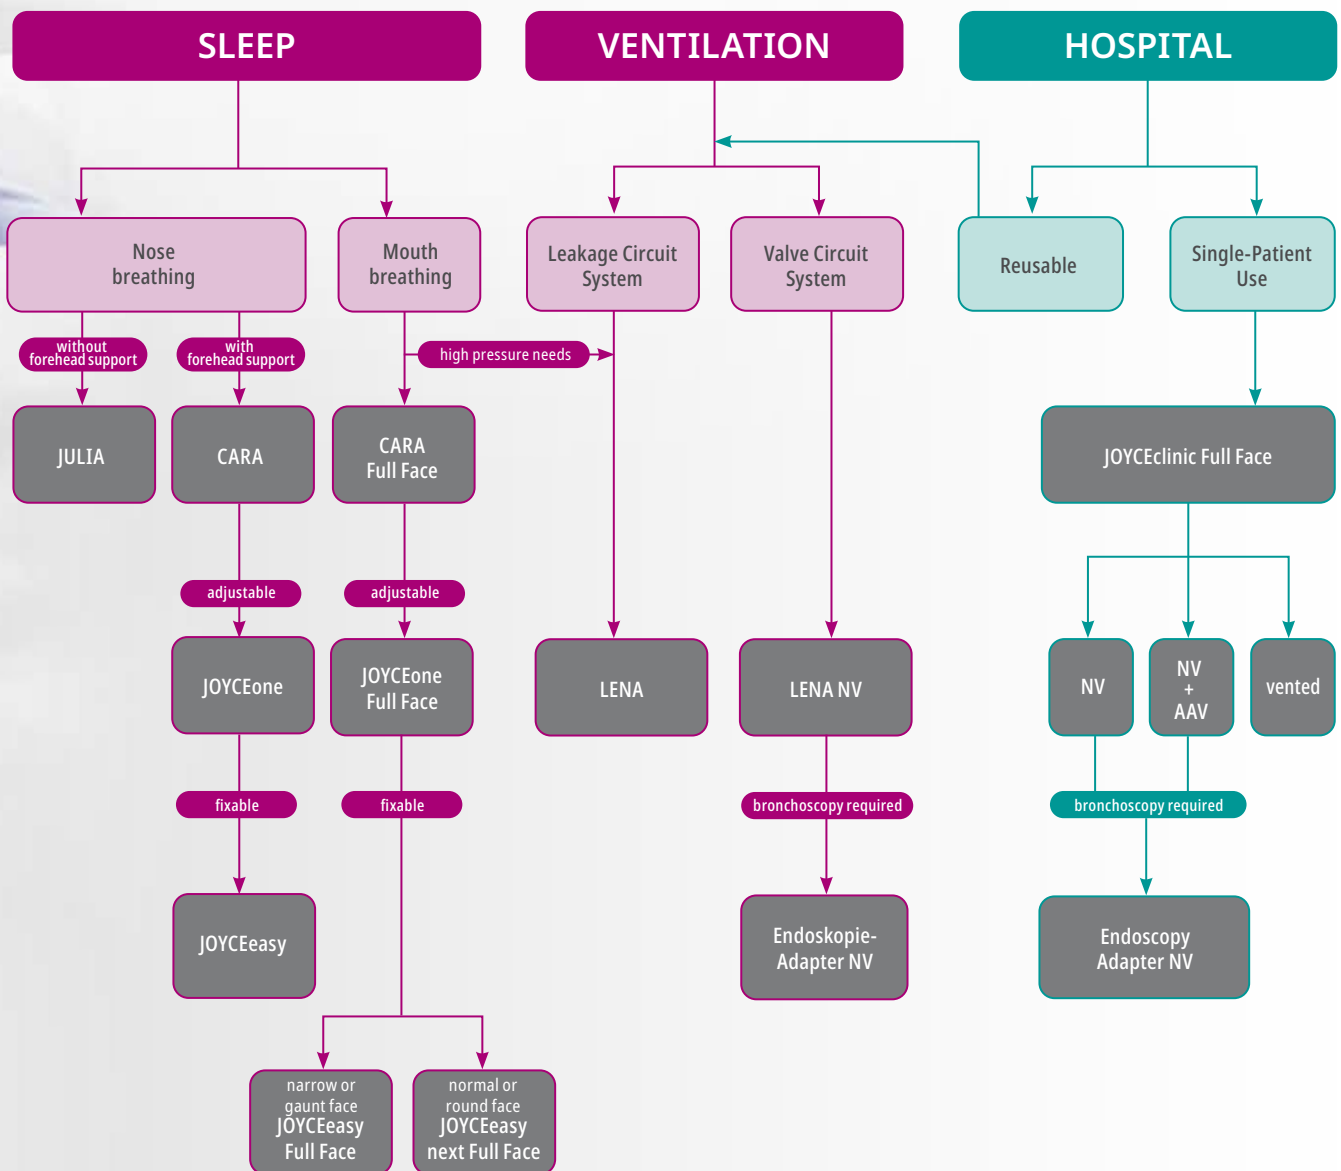 SLEEP
VENTILATION
HOSPITAL
Nose
breathing
Mouth
breathing
Leakage Circuit
System
Valve Circuit
System
Reusable
Single-Patient
Use
without
forehead support
with
forehead support
high pressure needs
JULIA
CARA
CARA
Full Face
JOYCEclinic Full Face
adjustable
adjustable
JOYCEone
JOYCEone
Full Face
LENA
LENA NV
NV
NV
+
AAV
vented
fixable
fixable
bronchoscopy required
bronchoscopy required
JOYCEeasy
Endoskopie-
Adapter NV
Endoscopy
Adapter NV
narrow or
gaunt face
JOYCEeasy
Full Face
normal or
round face
JOYCEeasy
next Full Face